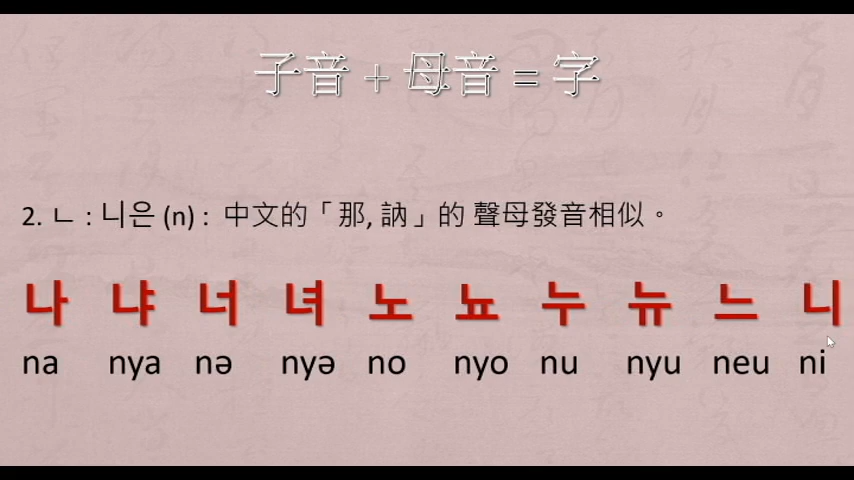 子音 + 母音 = 字
2. ㄴ : 니은 (n) : 中文的「那, 訥」的 聲母發音相似。
나 냐 너 녀 노 뇨 누 뉴 느 니
na nya nə nyə no nyo nu nyu neu ni